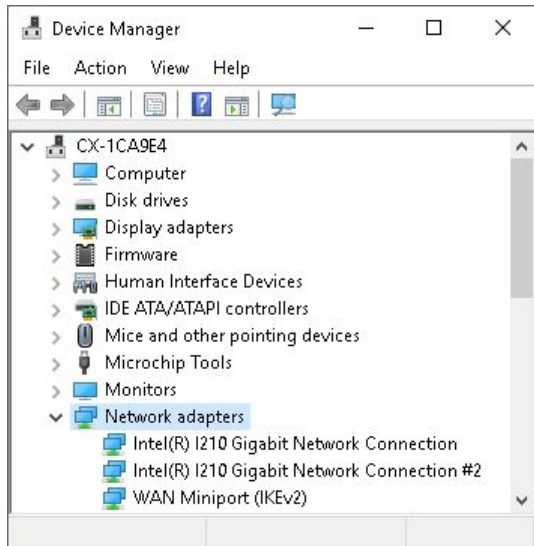 Device Manager
File Action View Help
CX-1CA9E4
Computer
Disk drives
Display adapters
Firmware
Human Interface Devices
IDE ATA/ATAPI controllers
Mice and other pointing devices
Microchip Tools
Monitors
Network adapters
Intel(R) I210 Gigabit Network Connection
Intel(R) I210 Gigabit Network Connection #2
WAN Miniport (IKEv2)